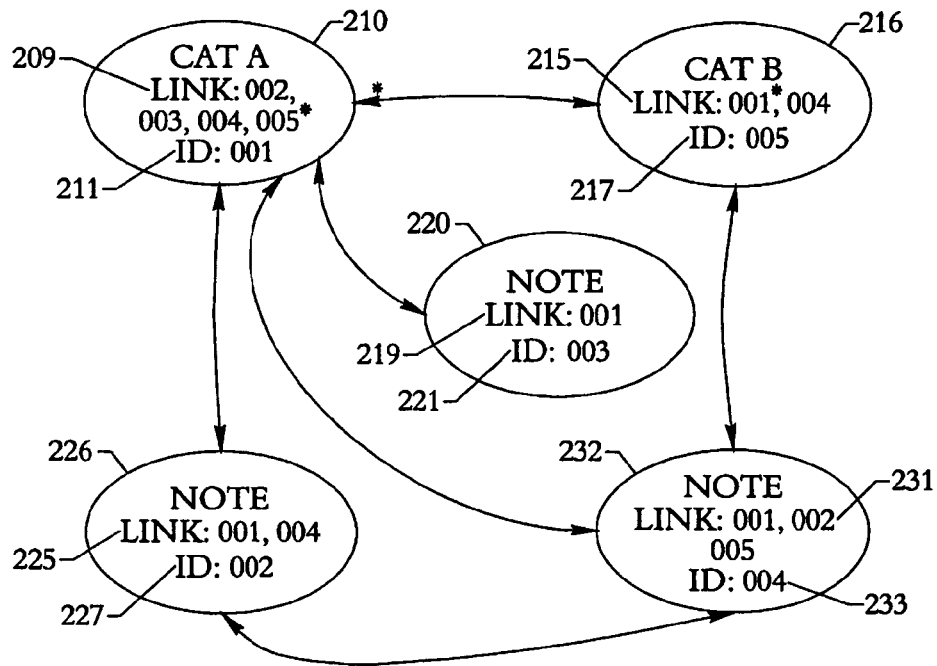 210
209
CAT A
LINK: 002,
003, 004, 005*
ID: 001
211
*
216
215
CAT B
LINK: 001*, 004
ID: 005
217
220
NOTE
LINK: 001
219
ID: 003
221
226
NOTE
LINK: 001, 004
225
ID: 002
227
232
NOTE
231
LINK: 001, 002
005
ID: 004
233